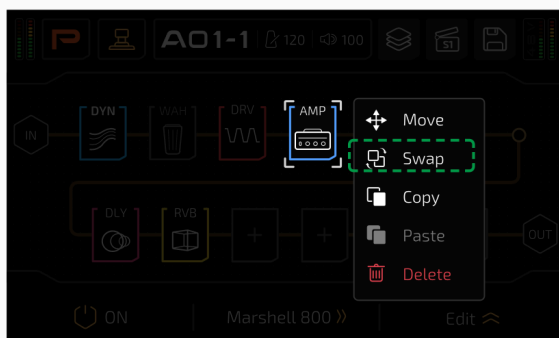 P A01-1 120 100 S1
IN DYN WAH DRV AMP
Move
Swap
Copy
Paste
Delete
DLY RVB + + OUT
ON Marshell 800 » Edit